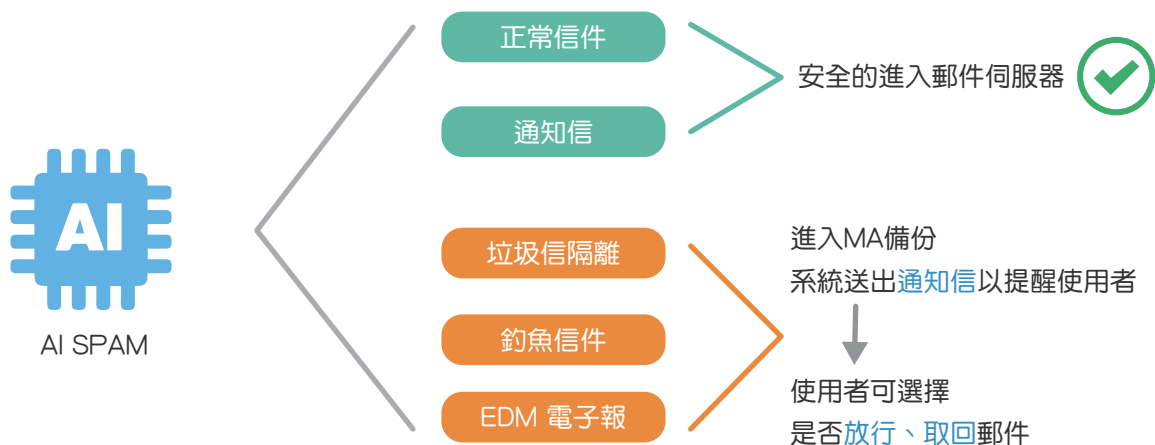 AI
AI SPAM
正常信件
通知信
安全的進入郵件伺服器
垃圾信隔離
釣魚信件
EDM 電子報
進入MA備份
系統送出通知信以提醒使用者
使用者可選擇
是否放行、取回郵件